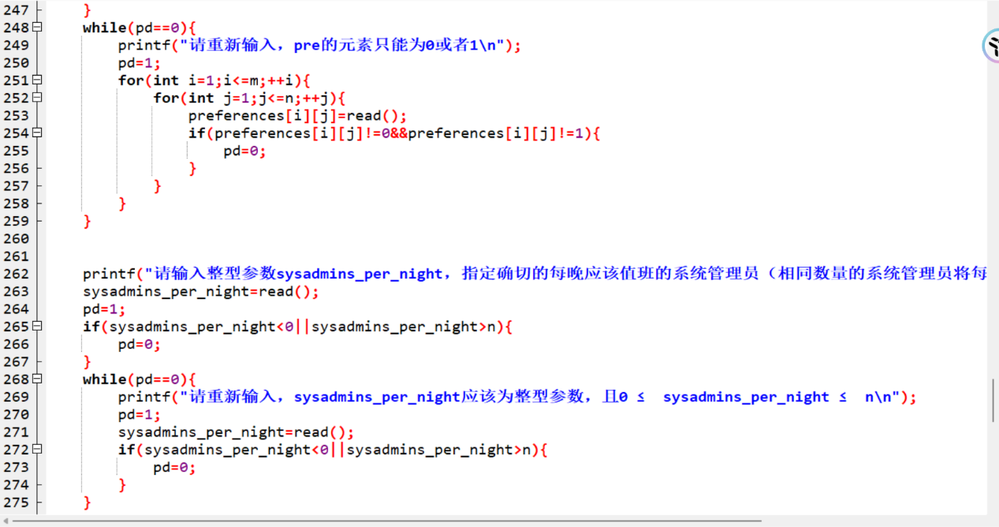 247 }
248 while(pd==0){
249 printf("请重新输入，pre的元素只能为0或者1\n");
250 pd=1;
251 for(int i=1;i<=m;++i){
252 for(int j=1;j<=n;++j){
253 preferences[i][j]=read();
254 if(preferences[i][j]!=0&&preferences[i][j]!=1){
255 pd=0;
256 }
257 }
258 }
259 }
260
261
262 printf("请输入整型参数sysadmins_per_night，指定确切的每晚应该值班的系统管理员（相同数量的系统管理员将每
263 sysadmins_per_night=read();
264 pd=1;
265 if(sysadmins_per_night<0||sysadmins_per_night>n){
266 pd=0;
267 }
268 while(pd==0){
269 printf("请重新输入，sysadmins_per_night应该为整型参数，且0 ≤  sysadmins_per_night ≤  n\n");
270 pd=1;
271 sysadmins_per_night=read();
272 if(sysadmins_per_night<0||sysadmins_per_night>n){
273 pd=0;
274 }
275 }